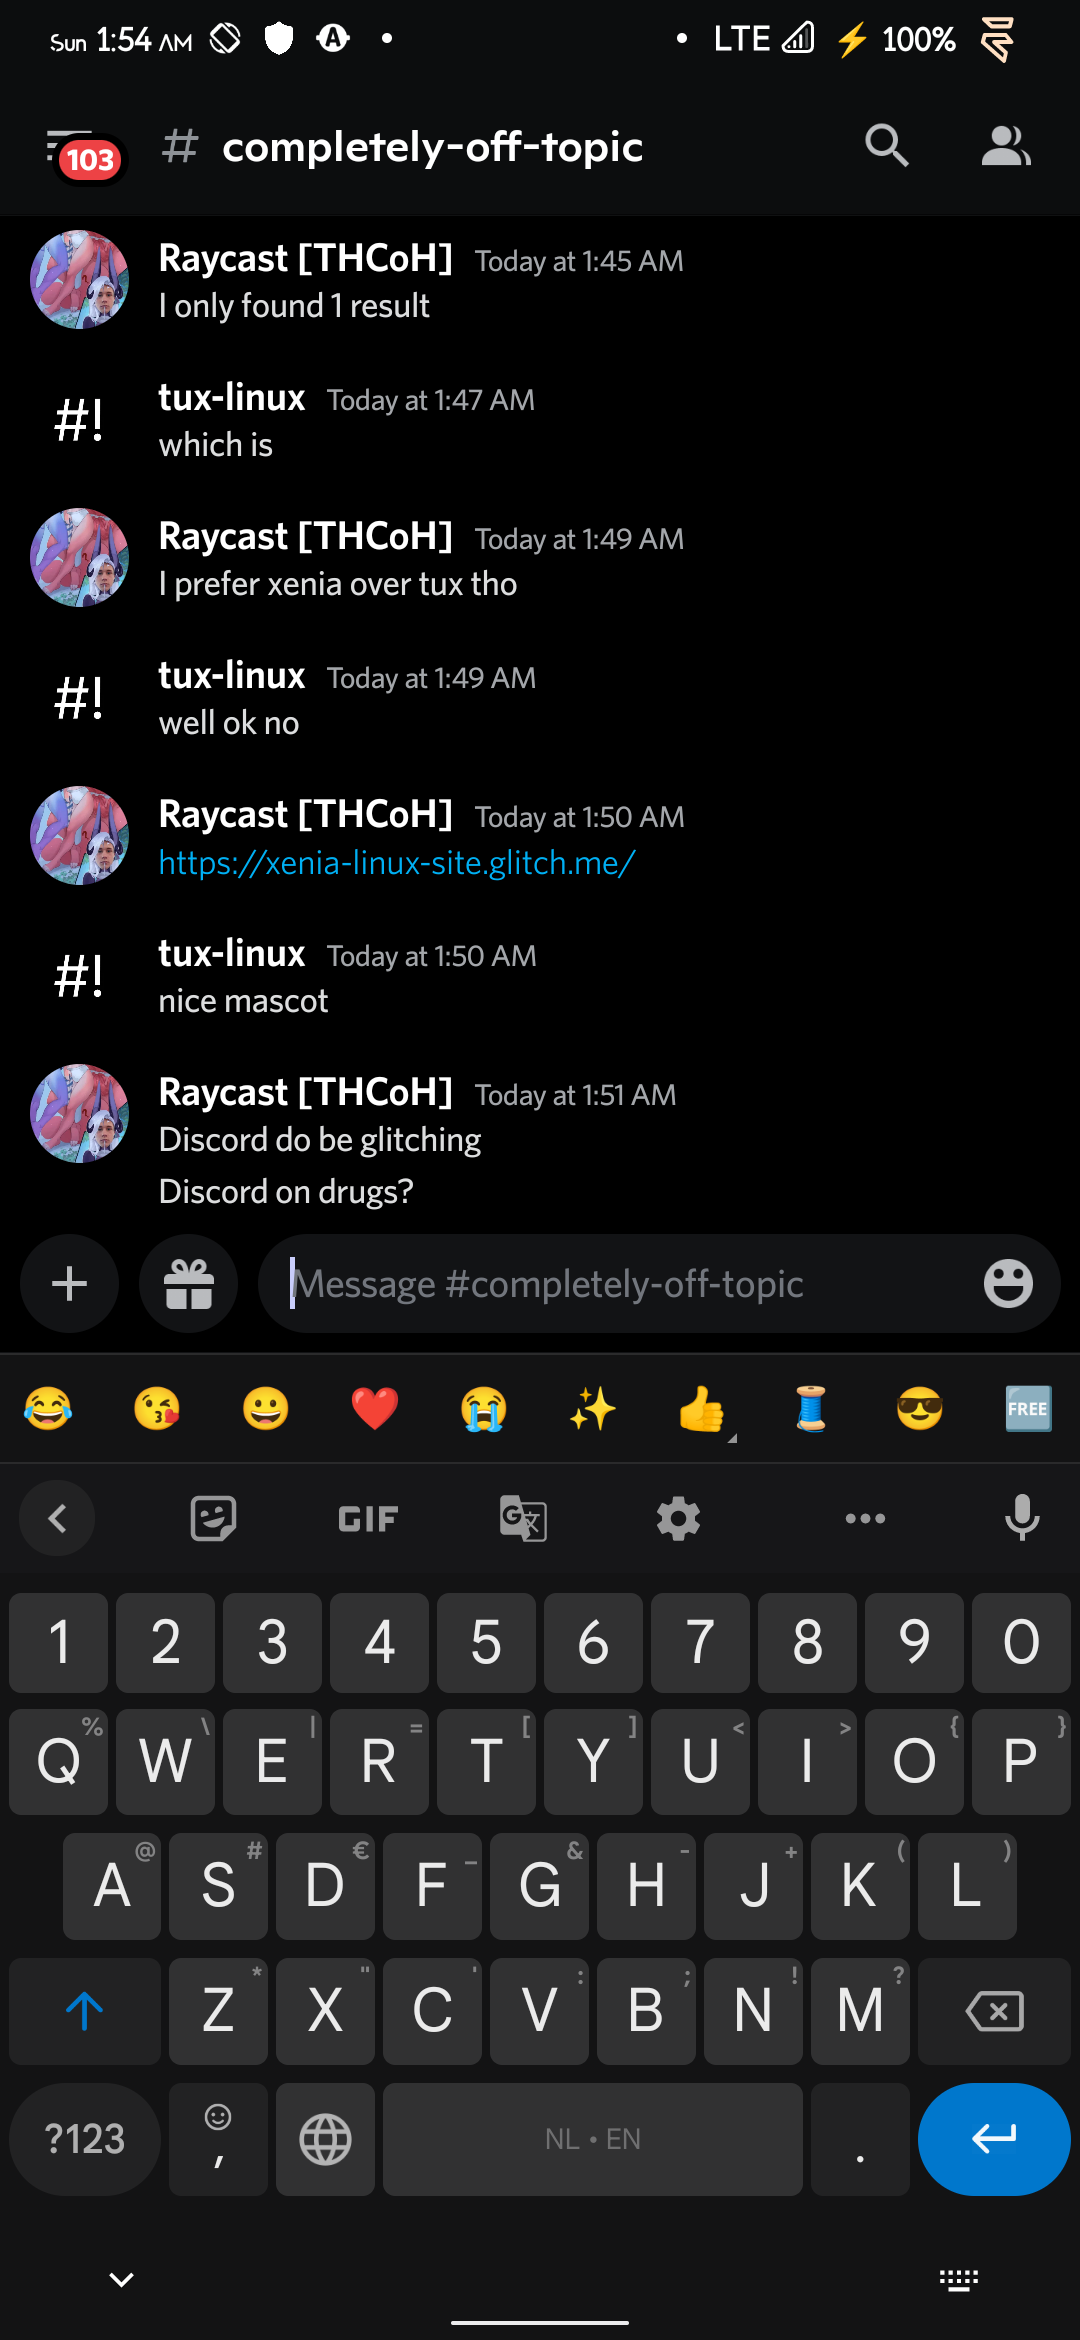 Sun 1:54 AM
LTE
100%
103
# completely-off-topic
Raycast [THCoH] Today at 1:45 AM
I only found 1 result
#!
tux-linux Today at 1:47 AM
which is
Raycast [THCoH] Today at 1:49 AM
I prefer xenia over tux tho
#!
tux-linux Today at 1:49 AM
well ok no
Raycast [THCoH] Today at 1:50 AM
https://xenia-linux-site.glitch.me/
#!
tux-linux Today at 1:50 AM
nice mascot
Raycast [THCoH] Today at 1:51 AM
Discord do be glitching
Discord on drugs?
Message #completely-off-topic
FREE
GIF
1 2 3 4 5 6 7 8 9 0
% \ | = [ ] < > { }
Q W E R T Y U I O P
@ # € _ & - + ( )
A S D F G H J K L
* " ' : ; ! ?
Z X C V B N M
?123 , NL • EN .